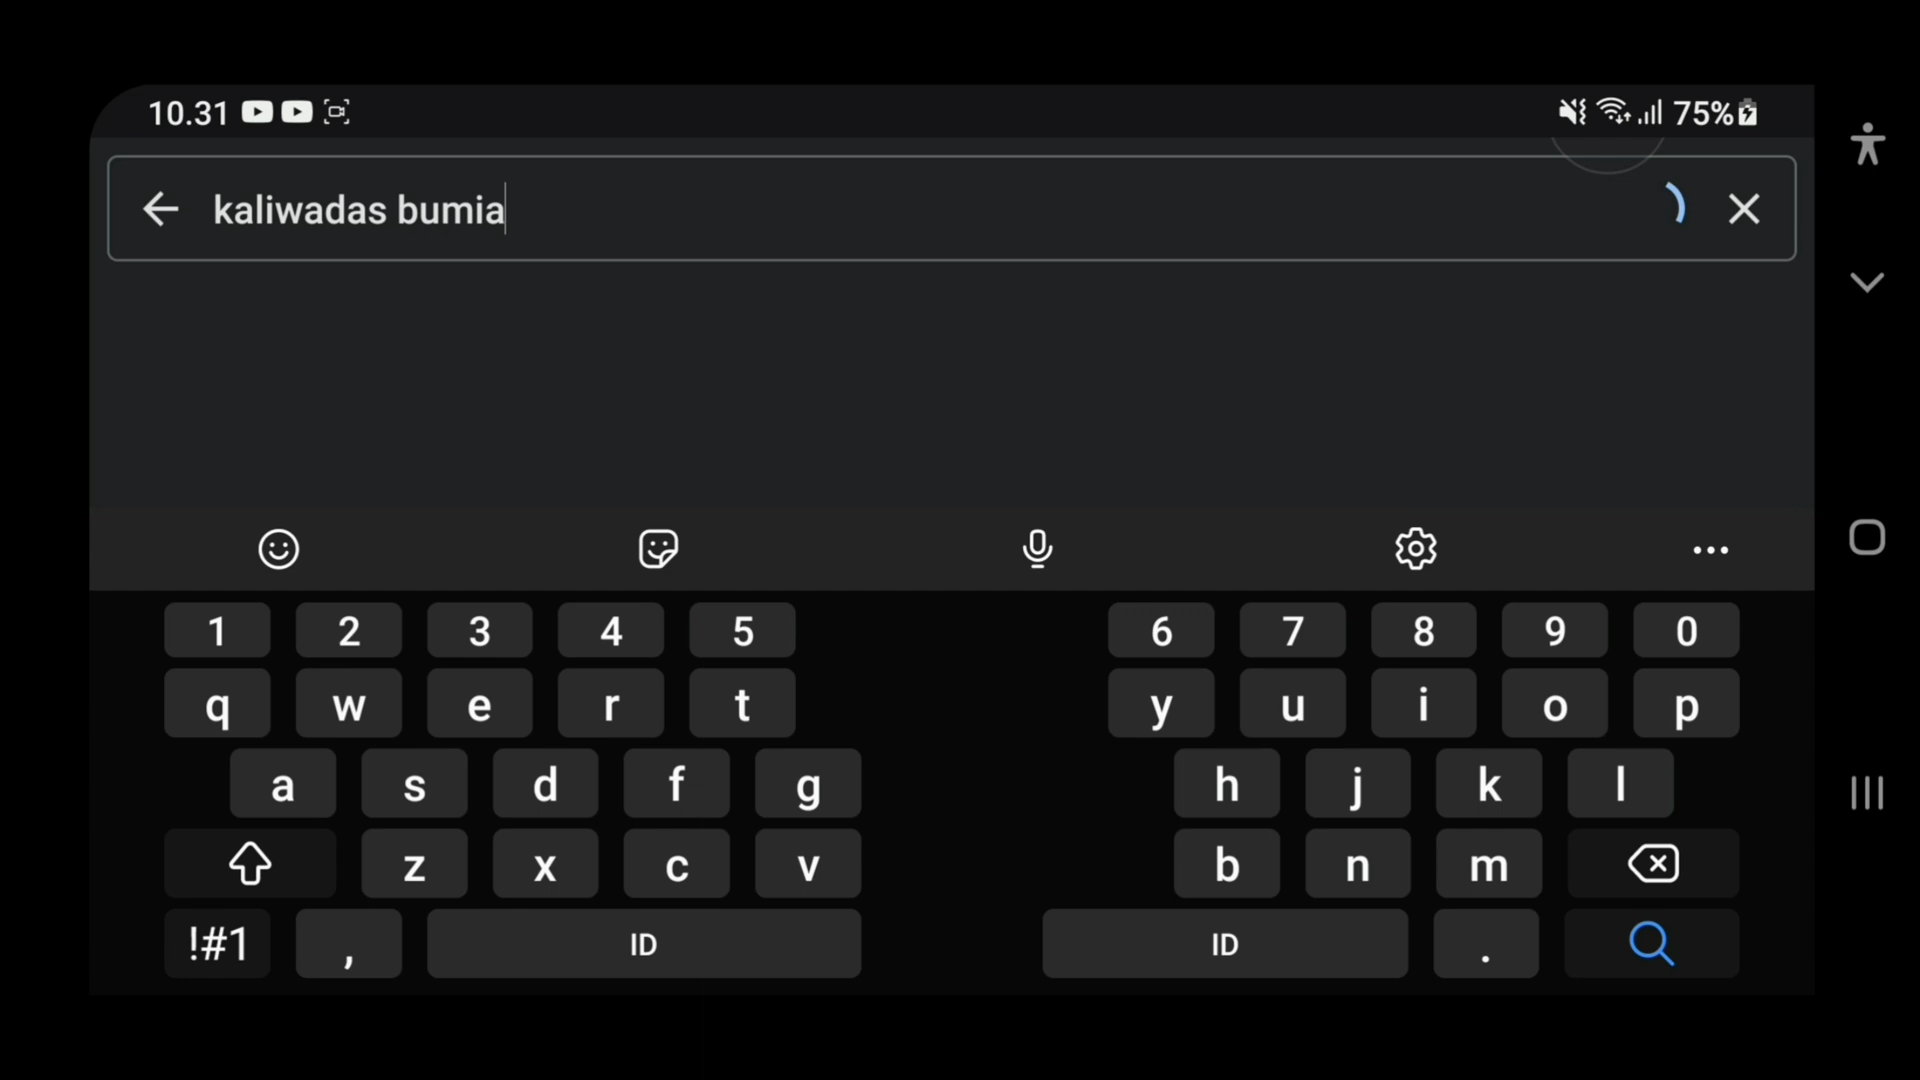 10.31 75%
kaliwadas bumia
1 2 3 4 5 6 7 8 9 0
q w e r t y u i o p
a s d f g h j k l
z x c v b n m
!#1 , ID ID .